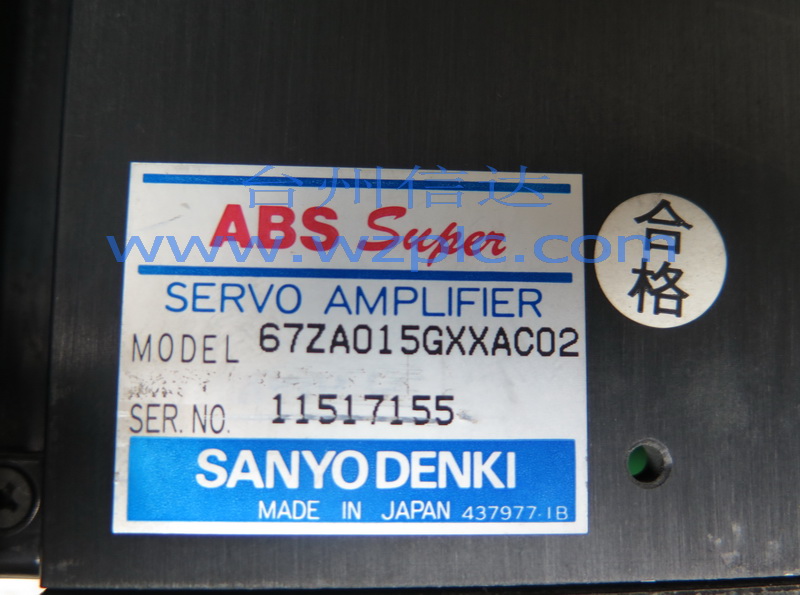 台州信达
ABS Super
www.wzplc.com
SERVO AMPLIFIER
MODEL 67ZA015GXXAC02
SER. NO. 11517155
SANYO DENKI
MADE IN JAPAN 437977-1B
合格